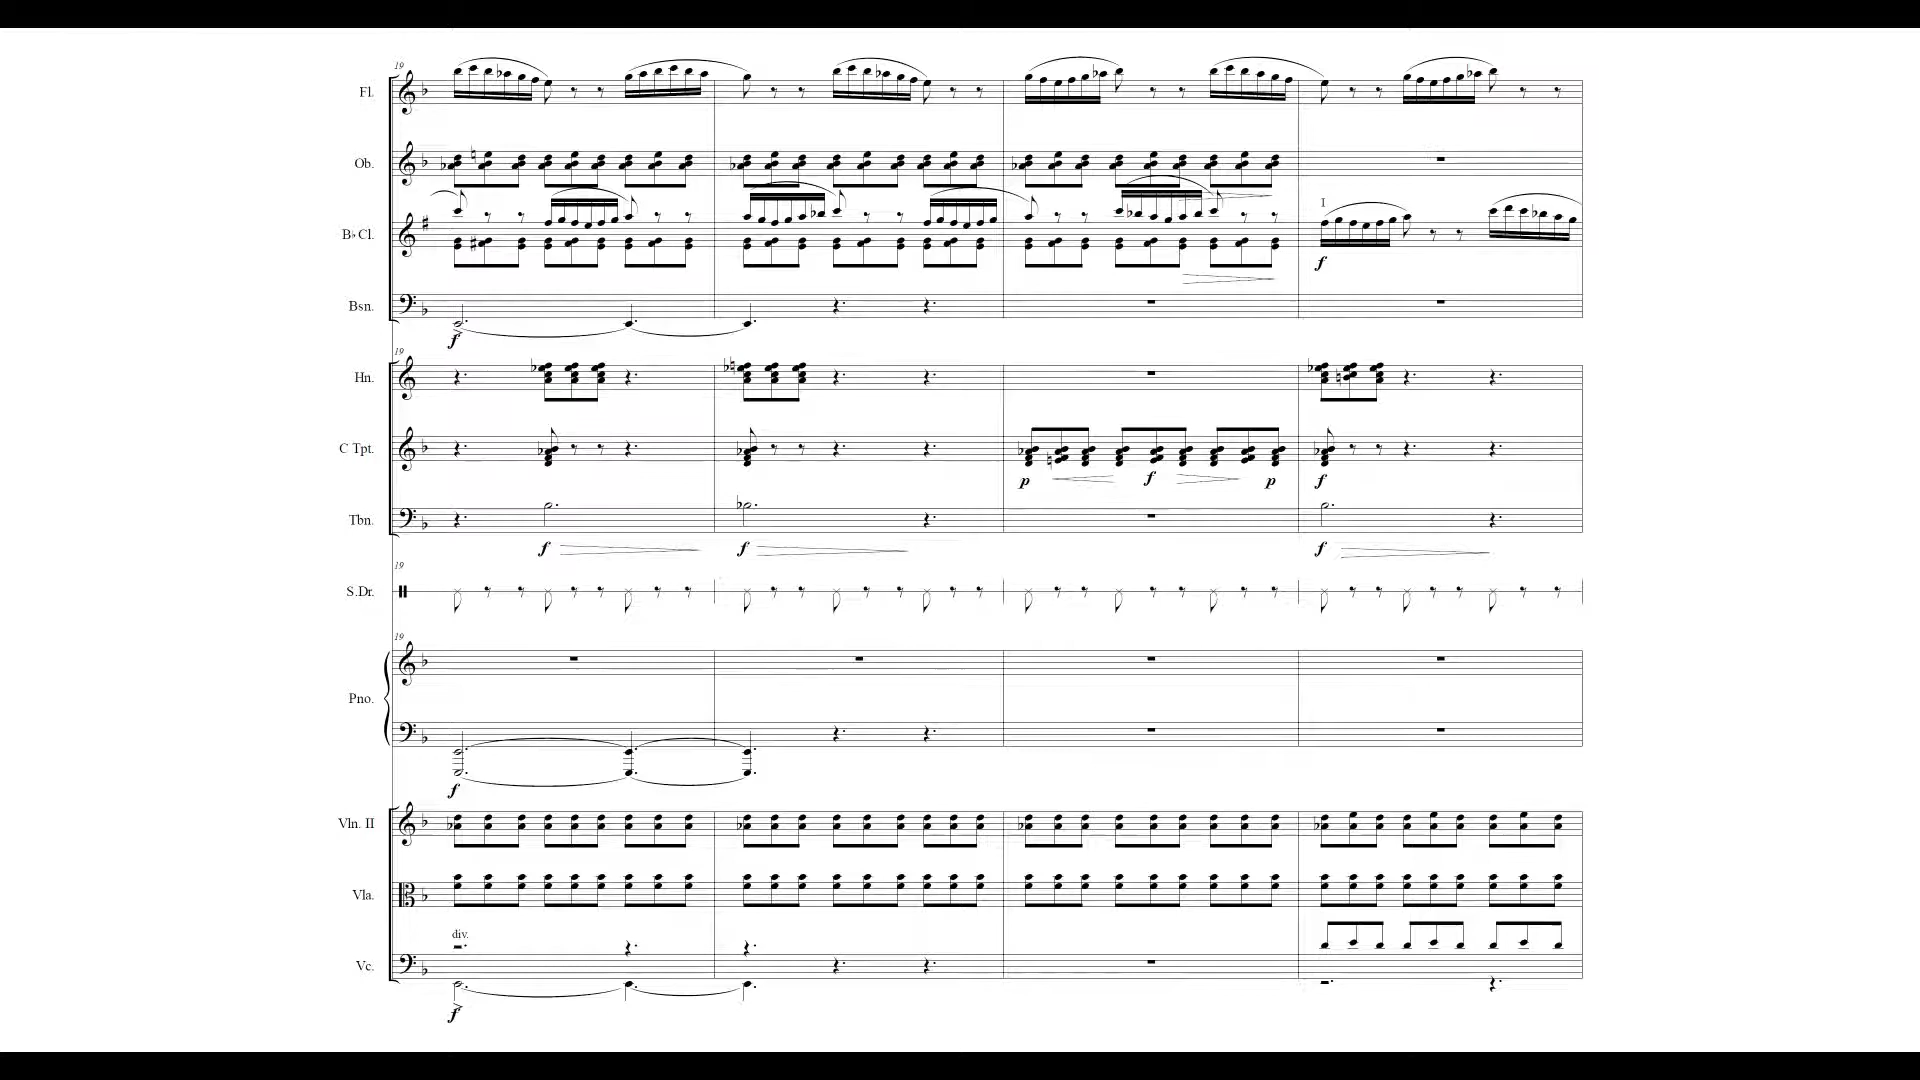 19
Fl.
Ob.
B♭ Cl.
I
f
Bsn.
f
19
Hn.
C Tpt.
p f p f
Tbn.
f f f
19
S.Dr.
19
Pno.
f
Vln. II
Vla.
div.
Vc.
f